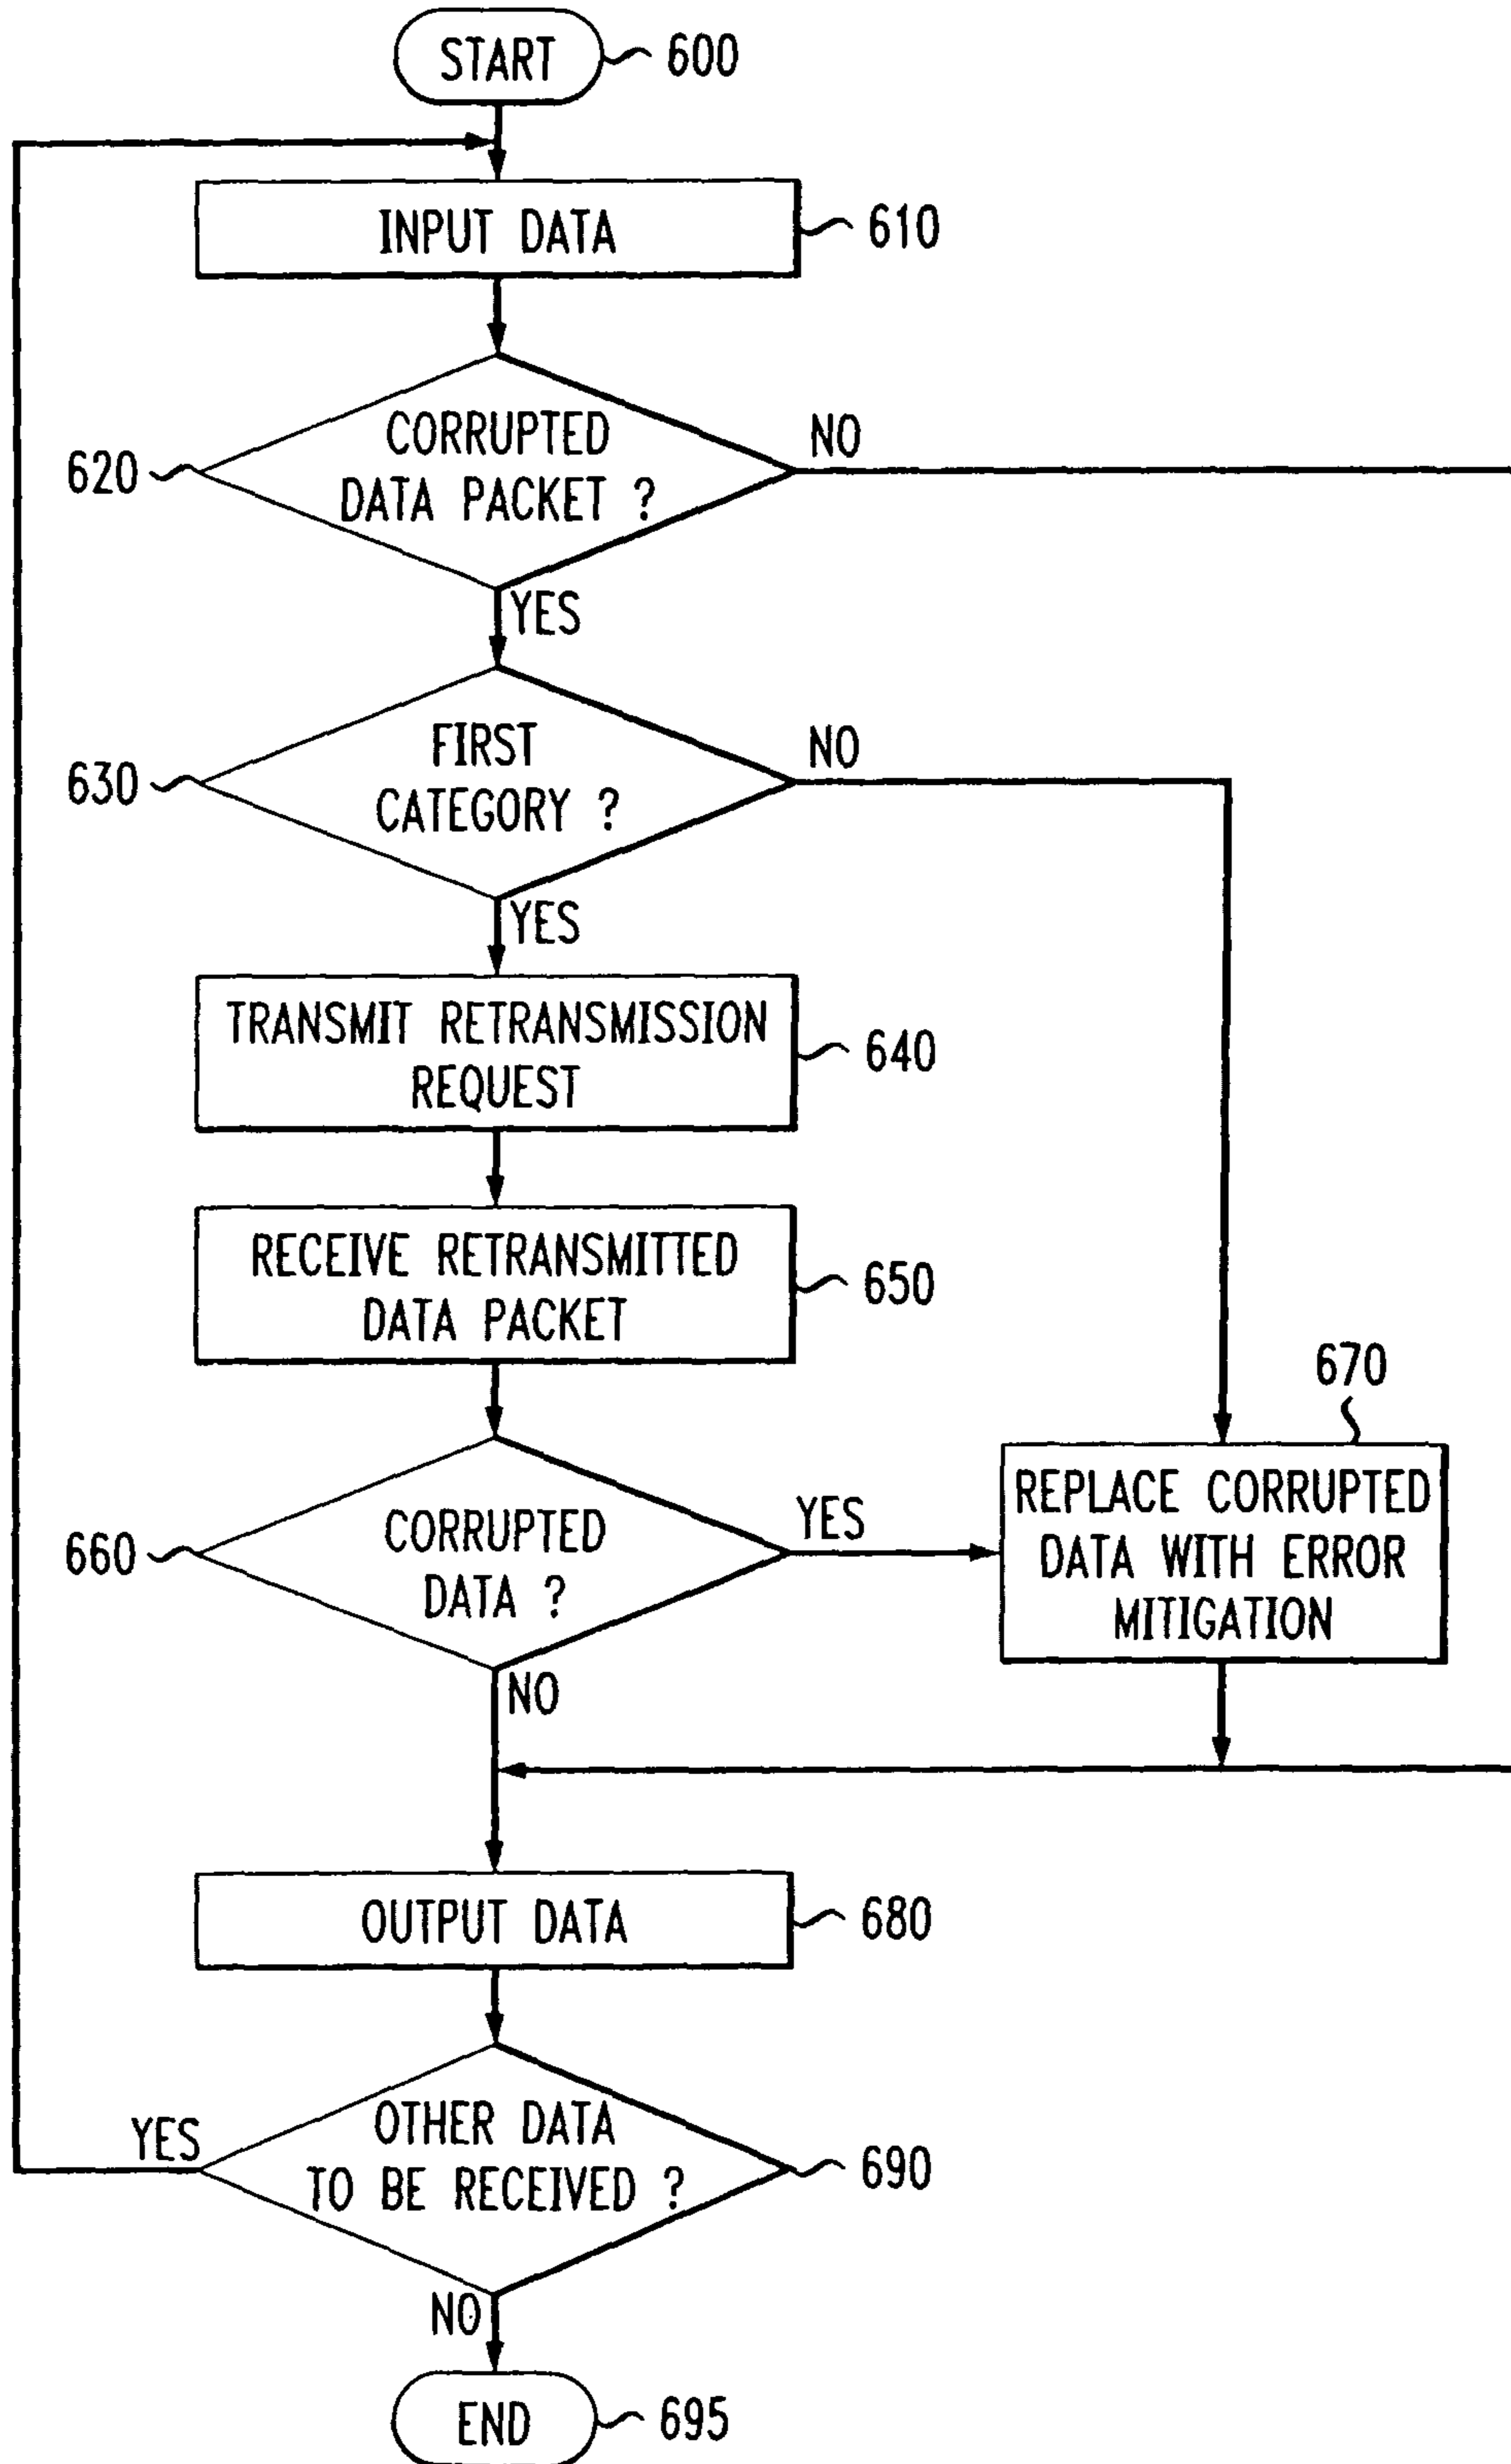 START
600
INPUT DATA
610
CORRUPTED
DATA PACKET ?
620
NO
YES
FIRST
CATEGORY ?
630
NO
YES
TRANSMIT RETRANSMISSION
REQUEST
640
RECEIVE RETRANSMITTED
DATA PACKET
650
CORRUPTED
DATA ?
660
YES
670
REPLACE CORRUPTED
DATA WITH ERROR
MITIGATION
NO
OUTPUT DATA
680
OTHER DATA
TO BE RECEIVED ?
690
YES
NO
END
695